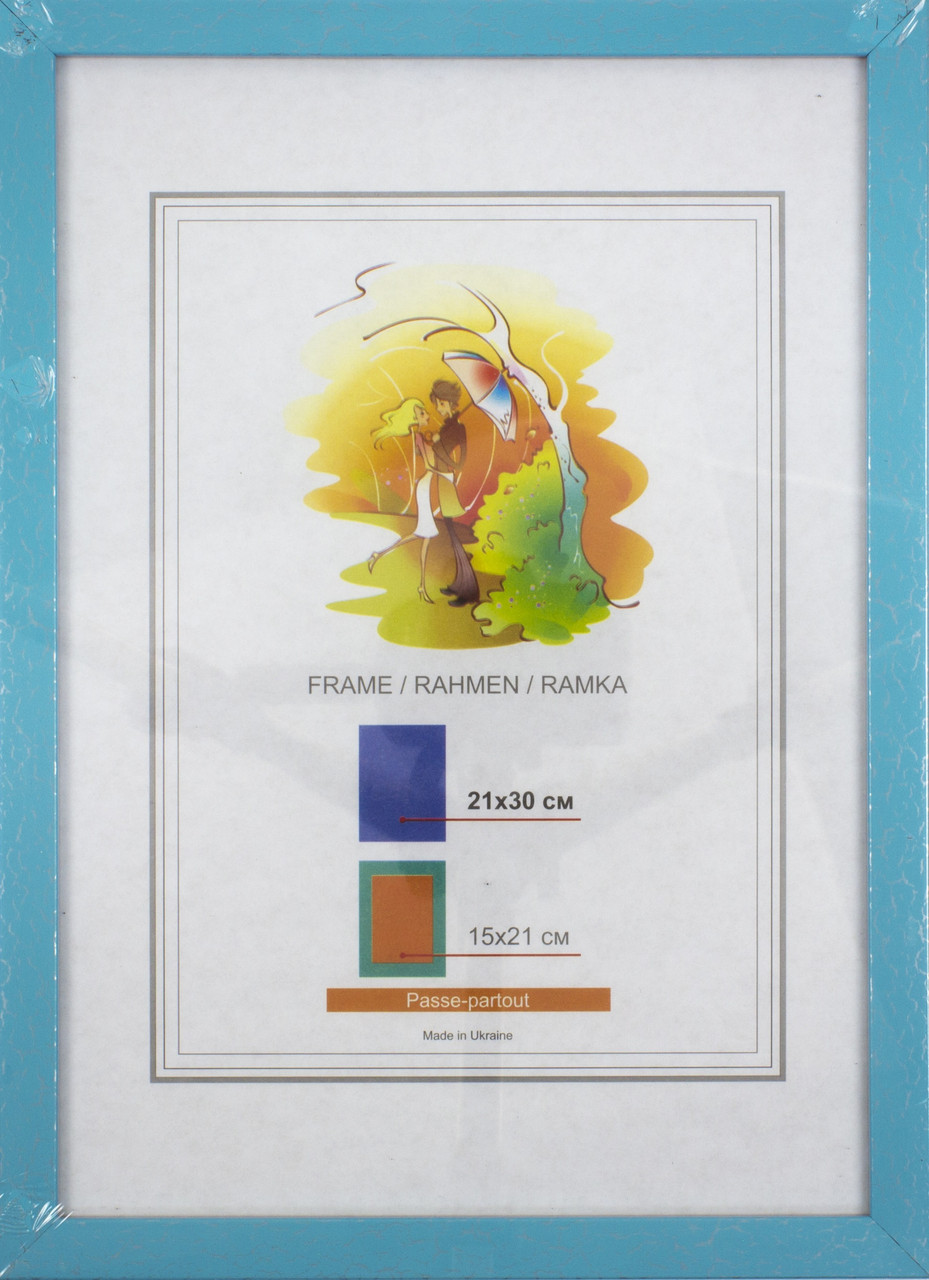 FRAME / RAHMEN / RAMKA
21x30 см
15x21 см
Passe-partout
Made in Ukraine